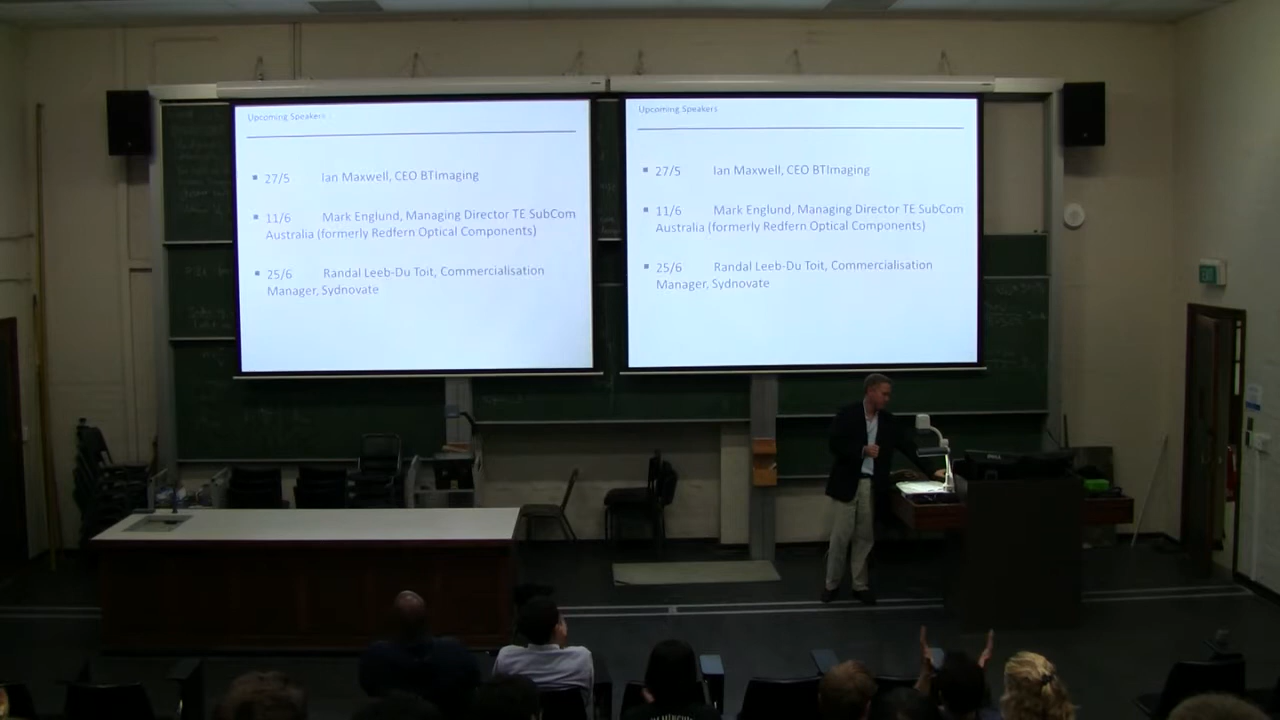 Upcoming Speakers
27/5 Ian Maxwell, CEO BTImaging
11/6 Mark Englund, Managing Director TE SubCom
Australia (formerly Redfern Optical Components)
25/6 Randal Leeb-Du Toit, Commercialisation
Manager, Sydnovate
Upcoming Speakers
27/5 Ian Maxwell, CEO BTImaging
11/6 Mark Englund, Managing Director TE SubCom
Australia (formerly Redfern Optical Components)
25/6 Randal Leeb-Du Toit, Commercialisation
Manager, Sydnovate
EXIT
DELL